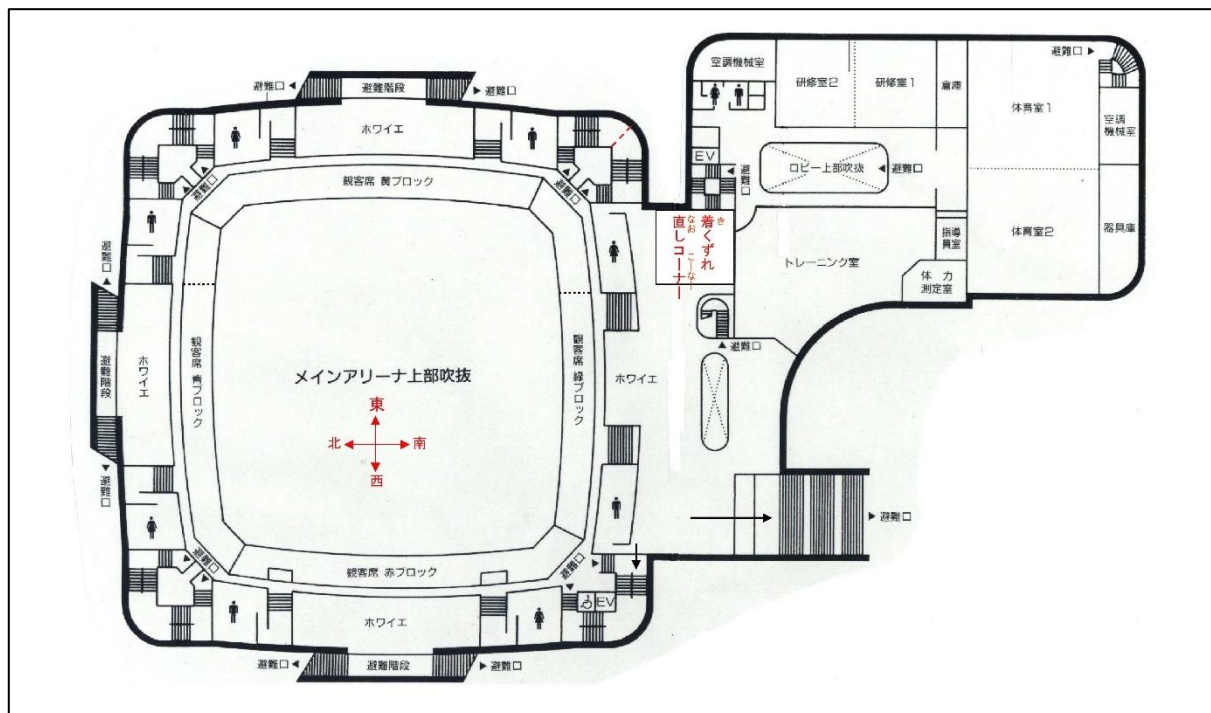 避難口
避難階段
避難口
ホワイエ
観客席 黄ブロック
避難口
避難口
避難口
避難階段
避難口
ホワイエ
観客席 青ブロック
メインアリーナ上部吹抜
東
北
南
西
観客席 緑ブロック
ホワイエ
避難口
避難口
観客席 赤ブロック
ホワイエ
EV
避難口
避難階段
避難口
空調機械室
研修室2
研修室1
倉庫
体育室1
避難口
空調機械室
EV
避難口
ロビー上部吹抜
避難口
き
着くずれ
なお こーなー
直しコーナー
トレーニング室
指導員室
体力測定室
体育室2
器具庫
避難口
避難口